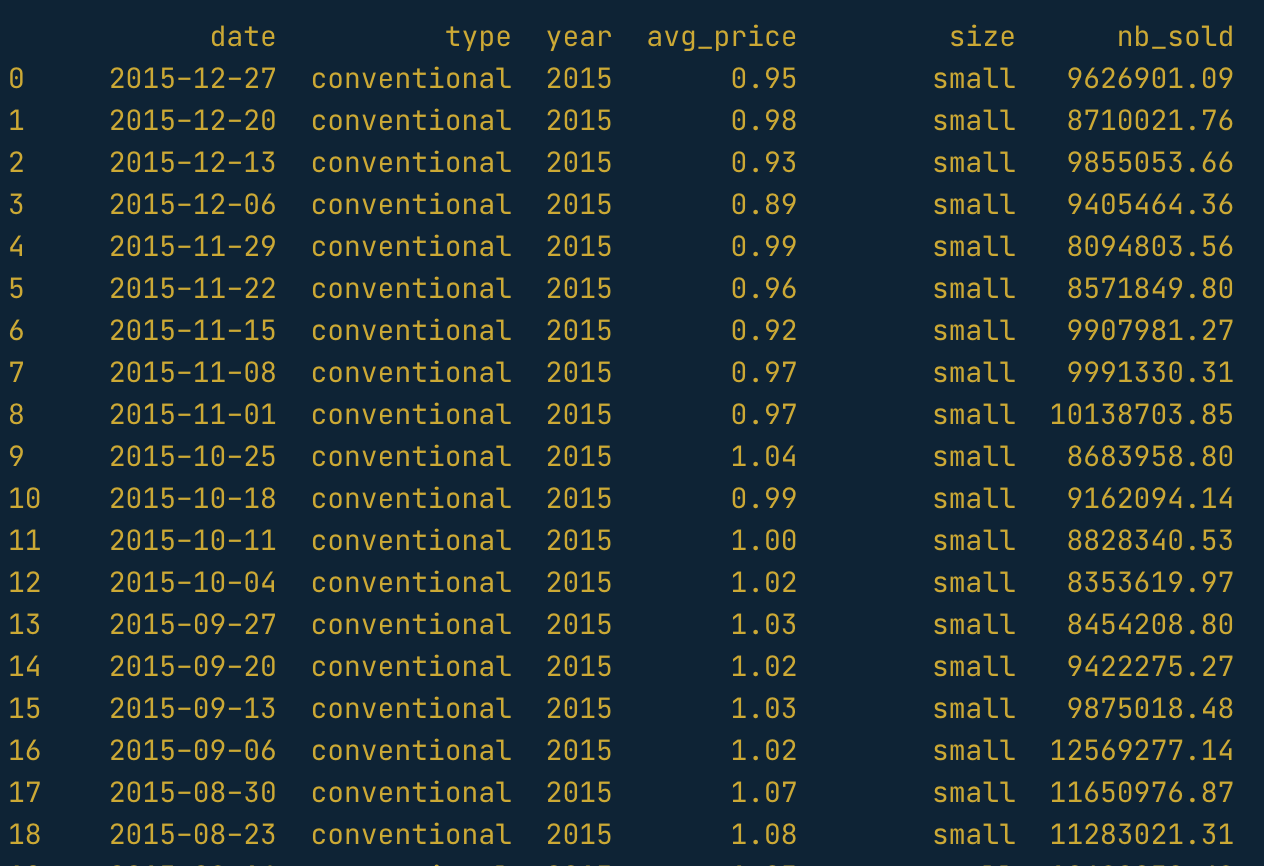 date type year avg_price size nb_sold
0 2015-12-27 conventional 2015 0.95 small 9626901.09
1 2015-12-20 conventional 2015 0.98 small 8710021.76
2 2015-12-13 conventional 2015 0.93 small 9855053.66
3 2015-12-06 conventional 2015 0.89 small 9405464.36
4 2015-11-29 conventional 2015 0.99 small 8094803.56
5 2015-11-22 conventional 2015 0.96 small 8571849.80
6 2015-11-15 conventional 2015 0.92 small 9907981.27
7 2015-11-08 conventional 2015 0.97 small 9991330.31
8 2015-11-01 conventional 2015 0.97 small 10138703.85
9 2015-10-25 conventional 2015 1.04 small 8683958.80
10 2015-10-18 conventional 2015 0.99 small 9162094.14
11 2015-10-11 conventional 2015 1.00 small 8828340.53
12 2015-10-04 conventional 2015 1.02 small 8353619.97
13 2015-09-27 conventional 2015 1.03 small 8454208.80
14 2015-09-20 conventional 2015 1.02 small 9422275.27
15 2015-09-13 conventional 2015 1.03 small 9875018.48
16 2015-09-06 conventional 2015 1.02 small 12569277.14
17 2015-08-30 conventional 2015 1.07 small 11650976.87
18 2015-08-23 conventional 2015 1.08 small 11283021.31